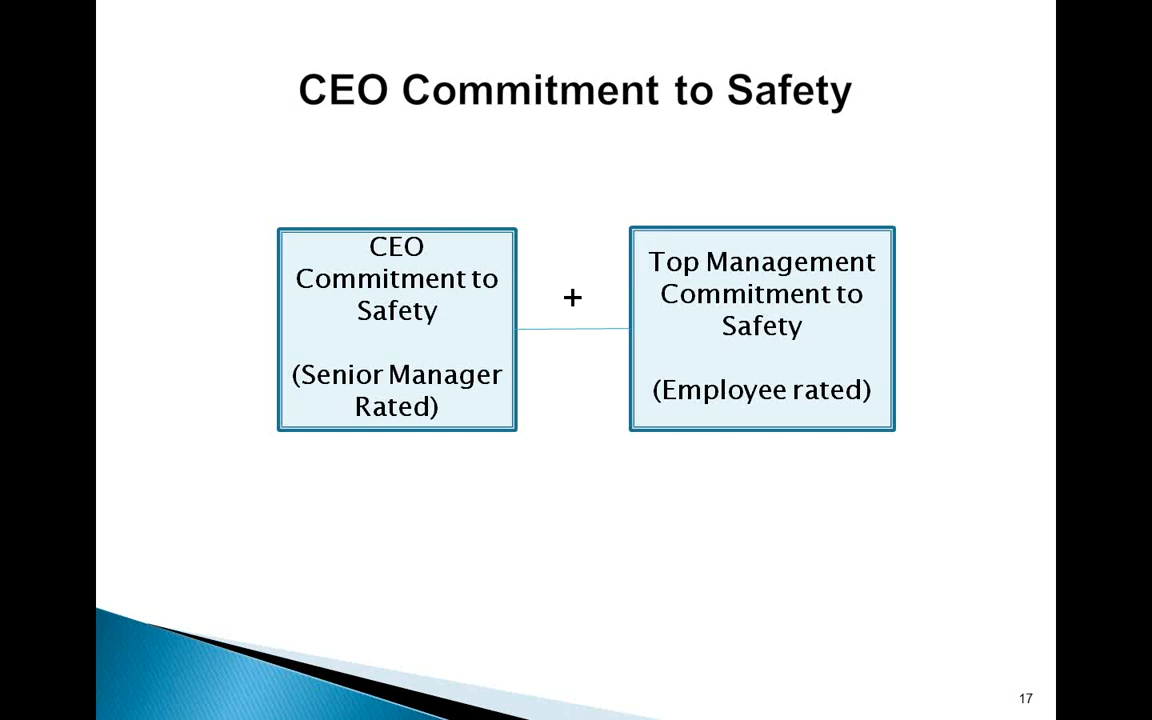 CEO Commitment to Safety
CEO
Commitment to
Safety
(Senior Manager
Rated)
+
Top Management
Commitment to
Safety
(Employee rated)
17